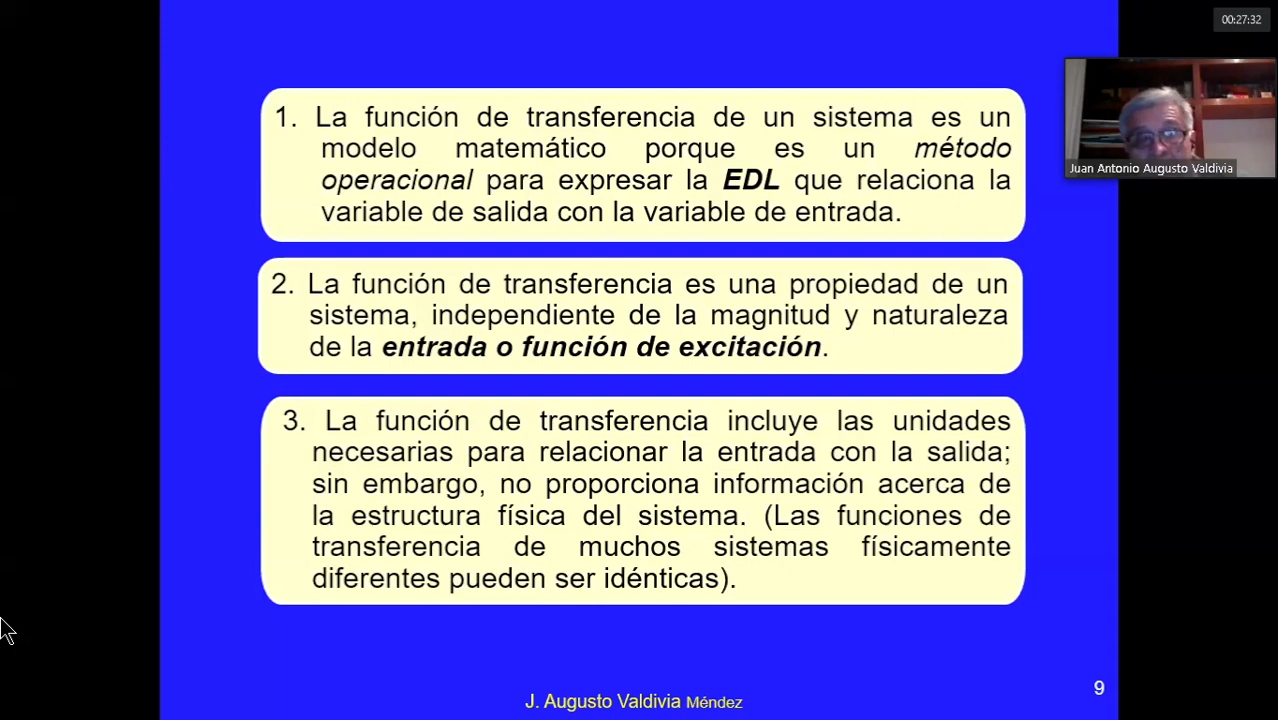 00:27:32
Juan Antonio Augusto Valdivia
1. La función de transferencia de un sistema es un
modelo matemático porque es un método
operacional para expresar la EDL que relaciona la
variable de salida con la variable de entrada.
2. La función de transferencia es una propiedad de un
sistema, independiente de la magnitud y naturaleza
de la entrada o función de excitación.
3. La función de transferencia incluye las unidades
necesarias para relacionar la entrada con la salida;
sin embargo, no proporciona información acerca de
la estructura física del sistema. (Las funciones de
transferencia de muchos sistemas físicamente
diferentes pueden ser idénticas).
J. Augusto Valdivia Méndez
9